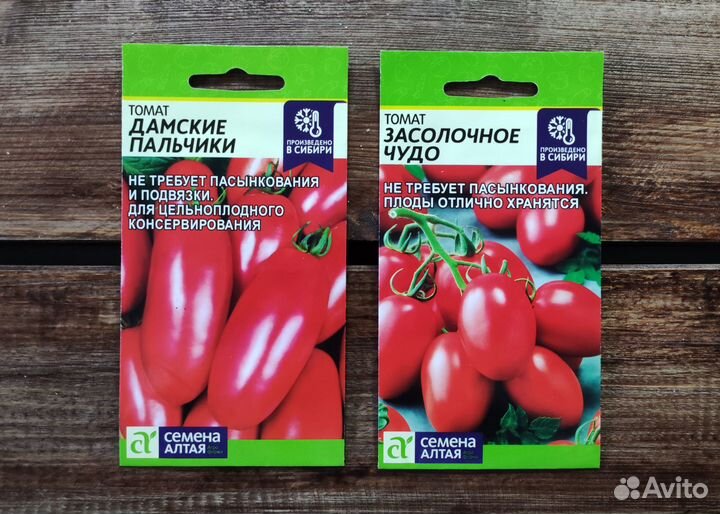 ТОМАТ
ДАМСКИЕ
ПАЛЬЧИКИ
ПРОИЗВЕДЕНО
В СИБИРИ
НЕ ТРЕБУЕТ ПАСЫНКОВАНИЯ
И ПОДВЯЗКИ.
ДЛЯ ЦЕЛЬНОПЛОДНОГО
КОНСЕРВИРОВАНИЯ
СЕМЕНА
АЛТАЯ
ТОМАТ
ЗАСОЛОЧНОЕ
ЧУДО
ПРОИЗВЕДЕНО
В СИБИРИ
НЕ ТРЕБУЕТ ПАСЫНКОВАНИЯ.
ПЛОДЫ ОТЛИЧНО ХРАНЯТСЯ
СЕМЕНА
АЛТАЯ
Avito